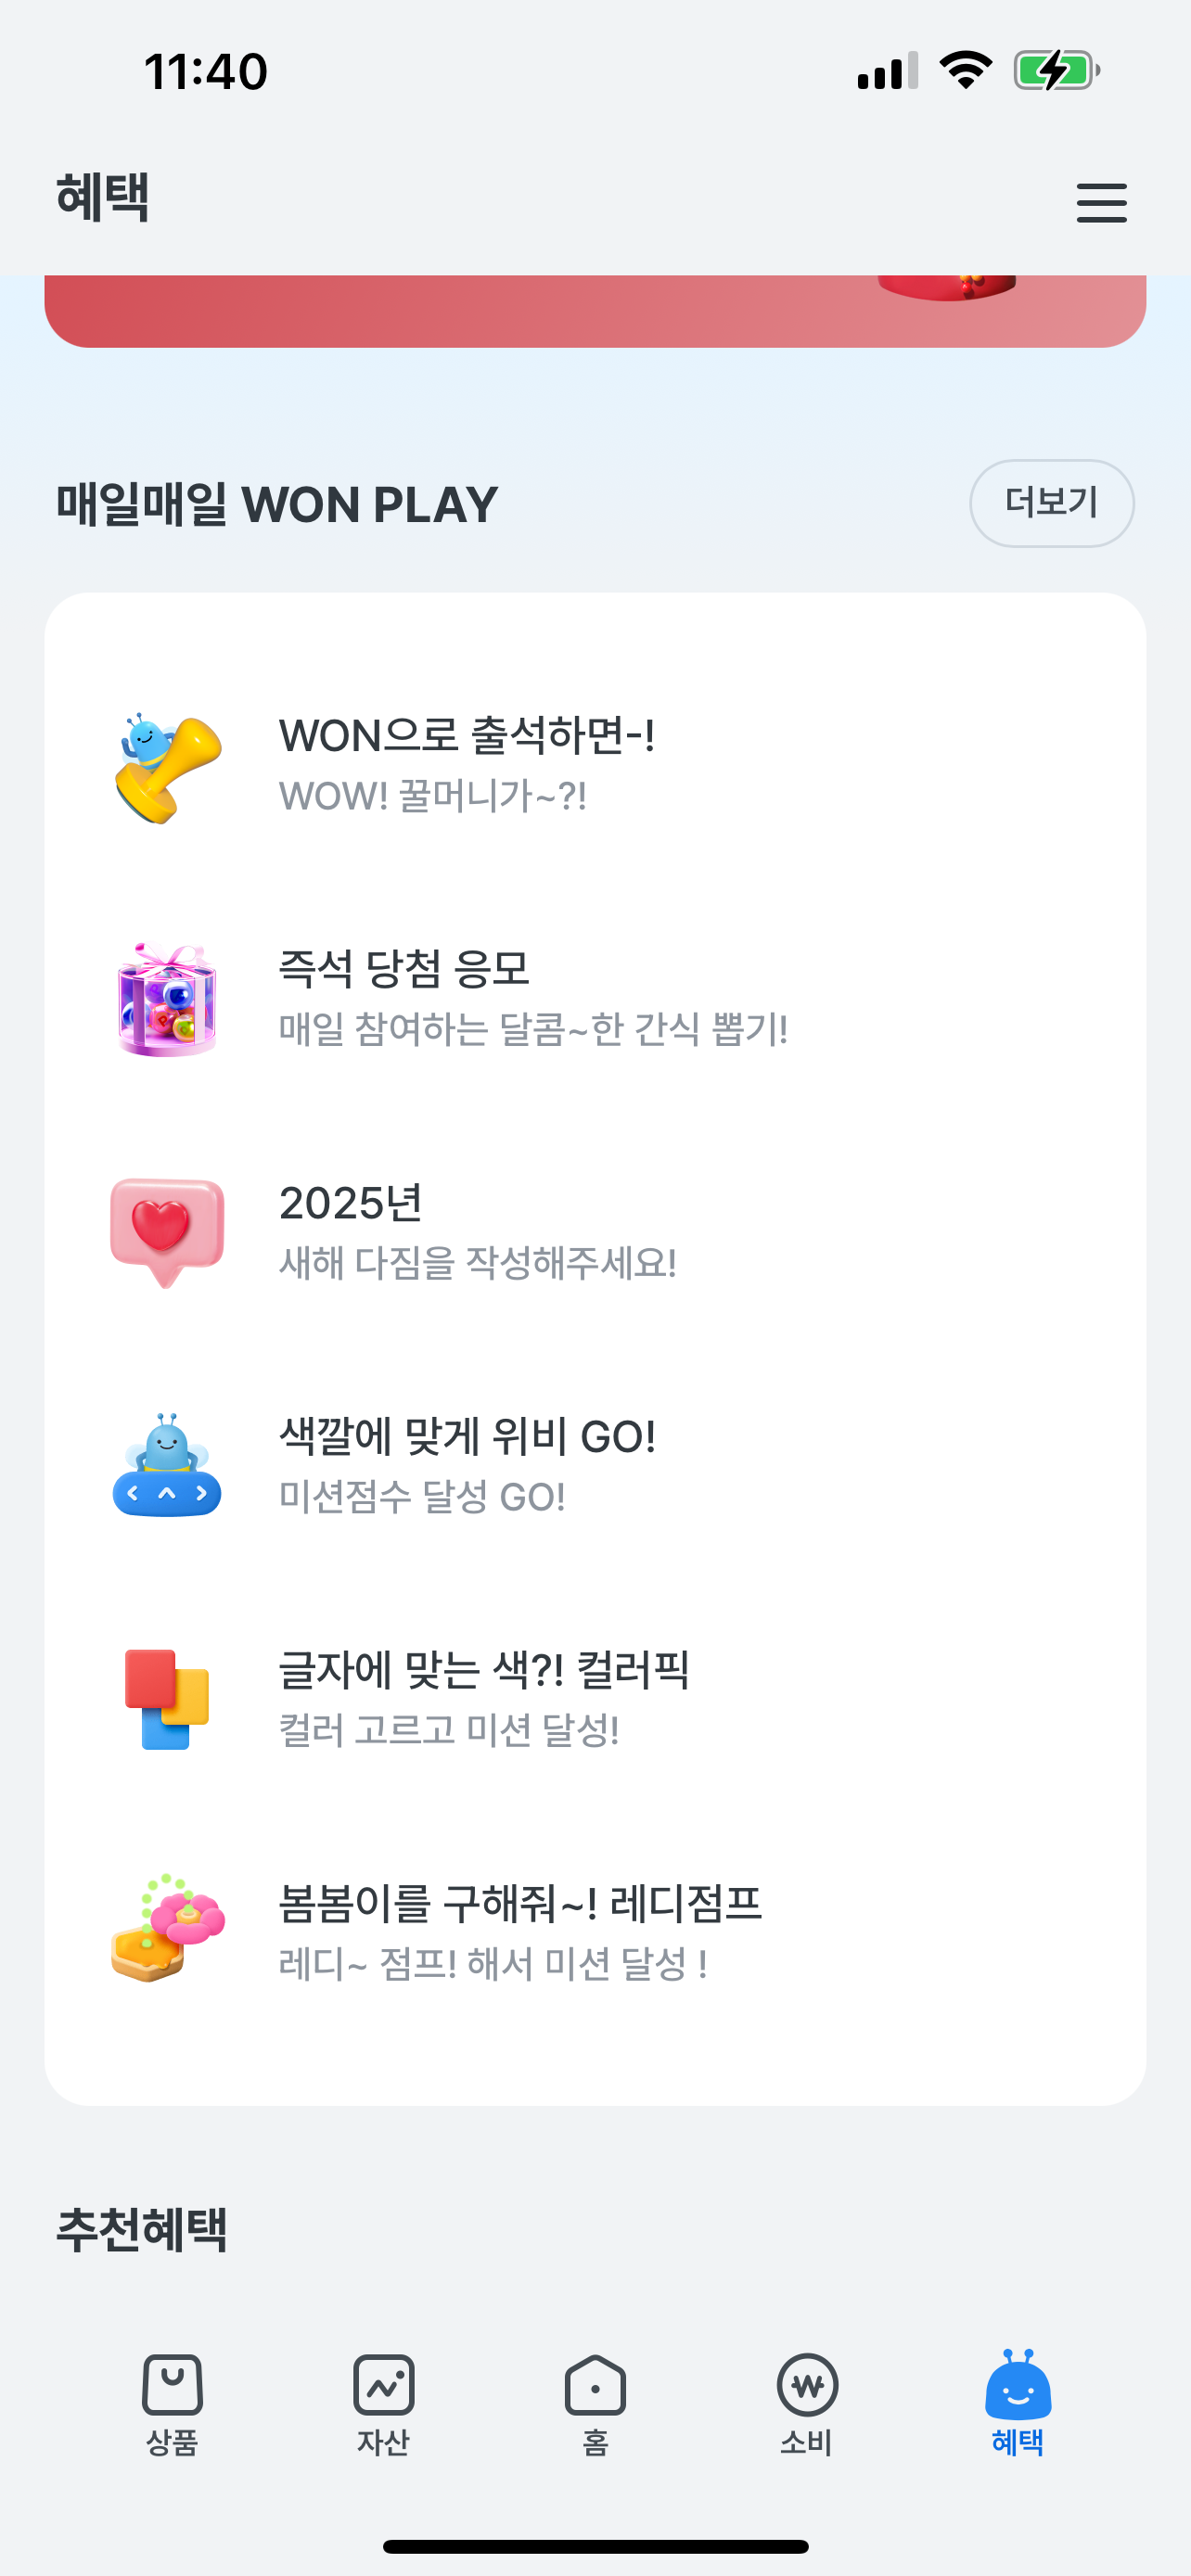 11:40
혜택
매일매일 WON PLAY
더보기
WON으로 출석하면-!
WOW! 꿀머니가~?!
즉석 당첨 응모
매일 참여하는 달콤~한 간식 뽑기!
2025년
새해 다짐을 작성해주세요!
색깔에 맞게 위비 GO!
미션점수 달성 GO!
글자에 맞는 색?! 컬러픽
컬러 고르고 미션 달성!
봄봄이를 구해줘~! 레디점프
레디~ 점프! 해서 미션 달성 !
추천혜택
상품
자산
홈
소비
혜택